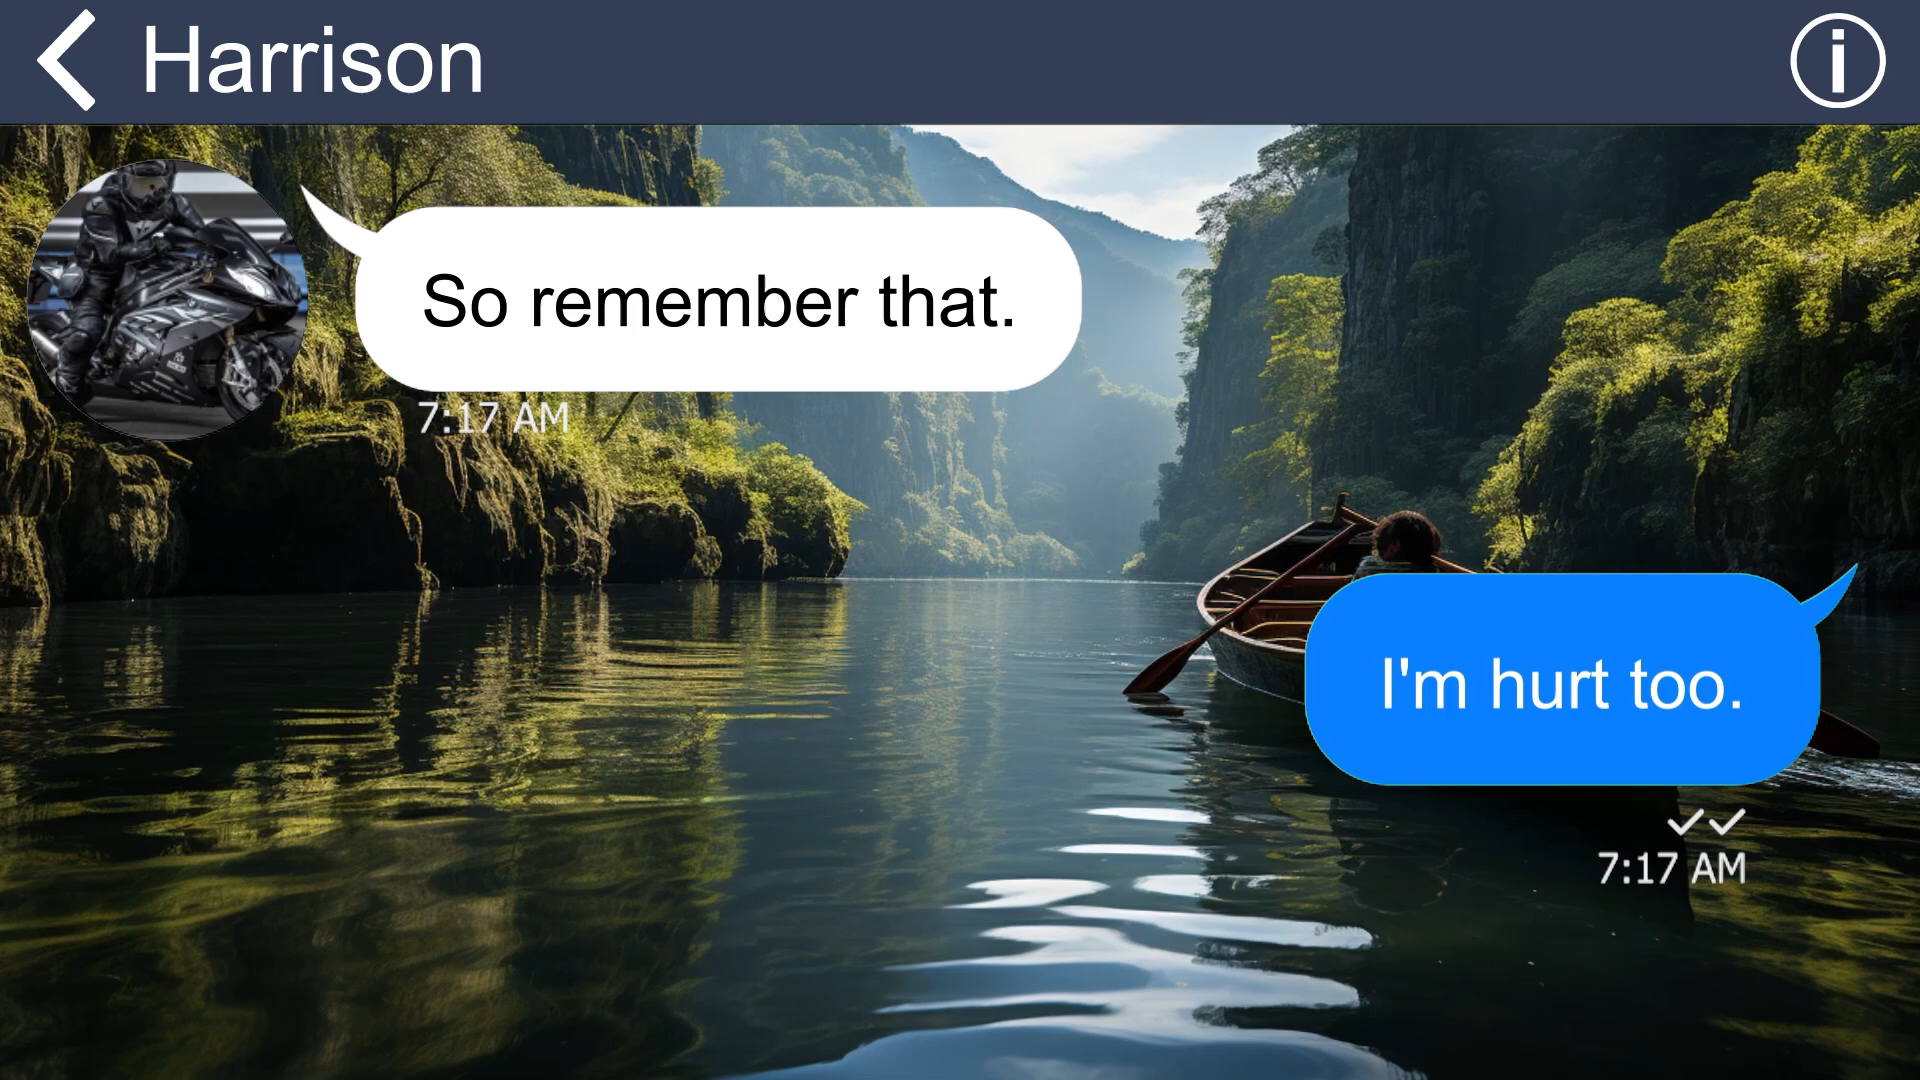 Harrison
So remember that.
7:17 AM
I'm hurt too.
7:17 AM